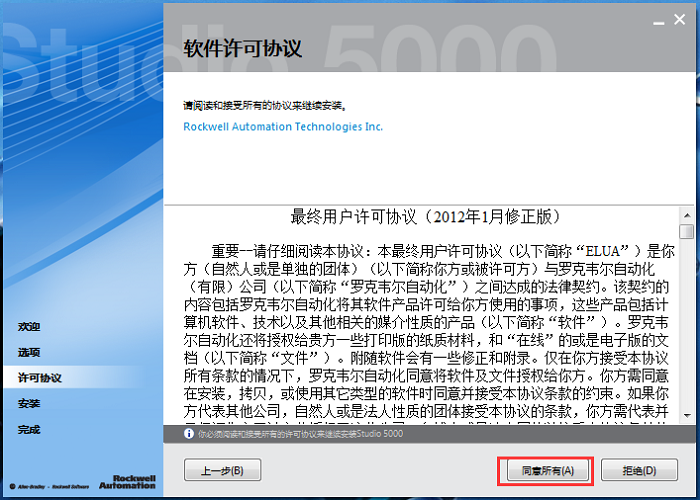 Studio 5000
软件许可协议
请阅读和接受所有的协议来继续安装。
Rockwell Automation Technologies Inc.
最终用户许可协议（2012年1月修正版）
重要--请仔细阅读本协议：本最终用户许可协议（以下简称“ELUA”）是你
方（自然人或是单独的团体）（以下简称你方或被许可方）与罗克韦尔自动化
（有限）公司（以下简称“罗克韦尔自动化”）之间达成的法律契约。该契约的
内容包括罗克韦尔自动化将其软件产品许可给你方使用的事项，这些产品包括计
算机软件、技术以及其他相关的媒介性质的产品（以下简称“软件”）。罗克韦
尔自动化还将授权给贵方一些打印版的纸质材料，和“在线”的或是电子版的文
档（以下简称“文件”）。附随软件会有一些修正和附录。仅在你方接受本协议
所有条款的情况下，罗克韦尔自动化同意将软件及文件授权给你方。你方需同意
在安装，拷贝，或使用其它类型的软件时同意并接受本协议条款的约束。如果你
方代表其他公司，自然人或是法人性质的团体接受本协议的条款，你方需代表并
欢迎
选项
许可协议
安装
完成
你必须阅读和接受所有的许可协议来继续安装Studio 5000
Allen-Bradley · Rockwell Software
Rockwell
Automation
上一步(B)
同意所有(A)
拒绝(D)